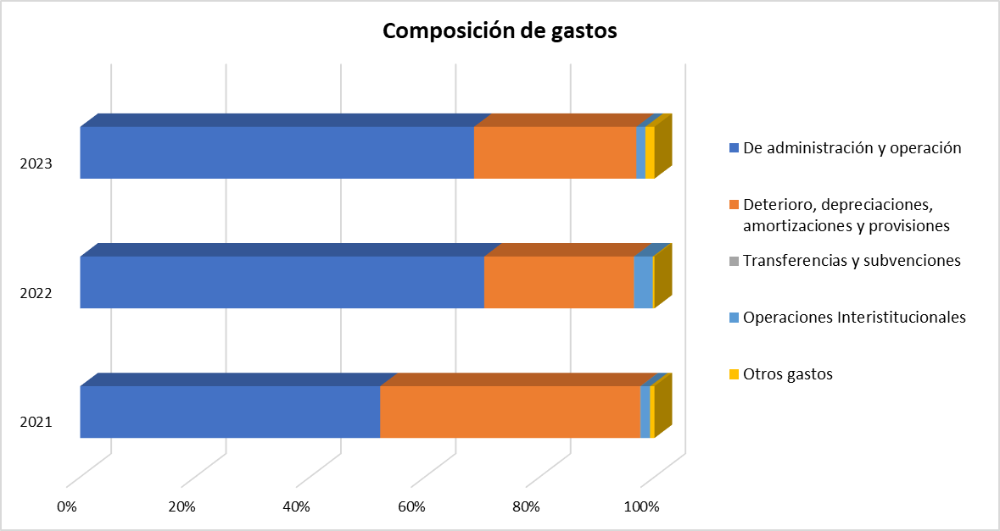 Composición de gastos
2023
2022
2021
0%
20%
40%
60%
80%
100%
De administración y operación
Deterioro, depreciaciones,
amortizaciones y provisiones
Transferencias y subvenciones
Operaciones Interistitucionales
Otros gastos